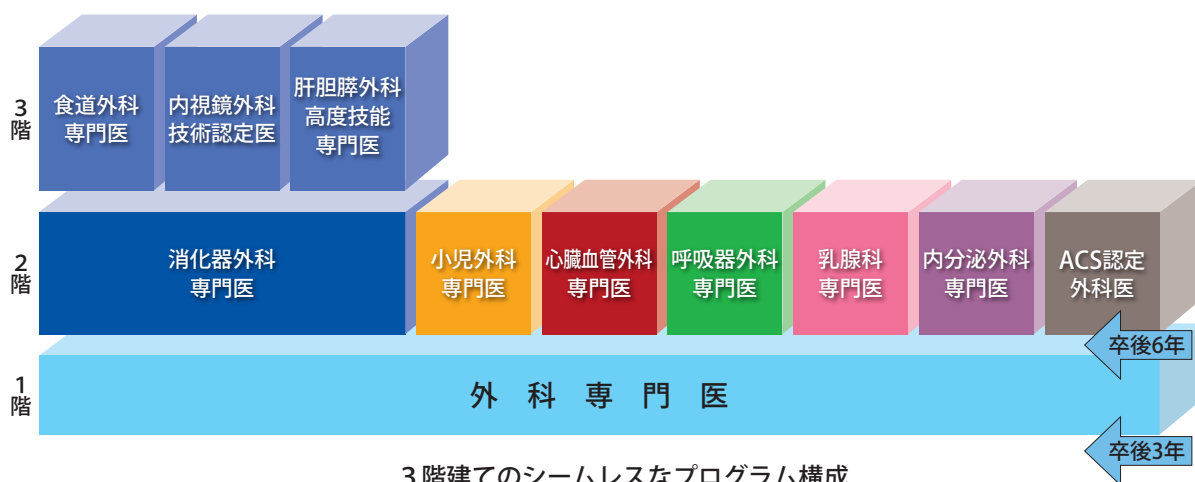 3
階
食道外科
専門医
内視鏡外科
技術認定医
肝胆膵外科
高度技能
専門医
2
階
消化器外科
専門医
小児外科
専門医
心臓血管外科
専門医
呼吸器外科
専門医
乳腺科
専門医
内分泌外科
専門医
ACS認定
外科医
卒後6年
1
階
外科専門医
卒後3年
3階建てのシームレスなプログラム構成